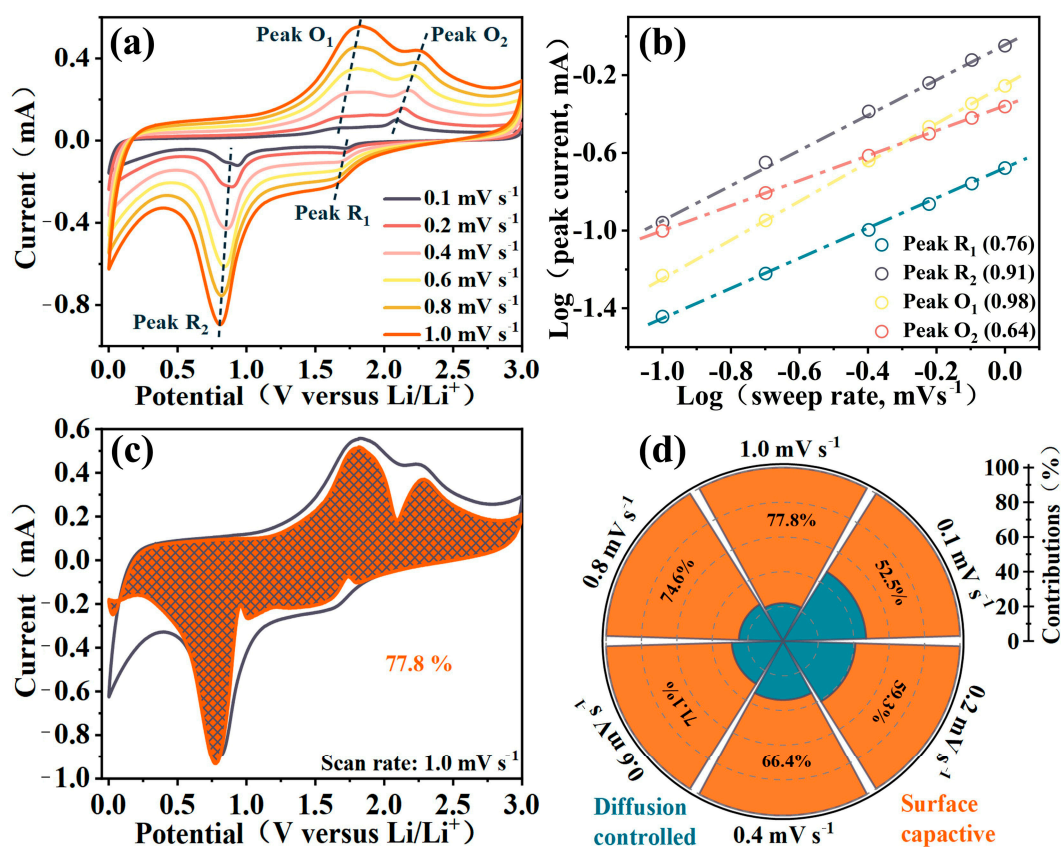 (a)
Peak O₁
Peak O₂
Peak R₁
Peak R₂
0.1 mV s⁻¹
0.2 mV s⁻¹
0.4 mV s⁻¹
0.6 mV s⁻¹
0.8 mV s⁻¹
1.0 mV s⁻¹
0.4
0.0
-0.4
-0.8
Current（mA）
0.0 0.5 1.0 1.5 2.0 2.5 3.0
Potential（V versus Li/Li⁺）
(b)
-0.2
-0.6
-1.0
-1.4
Log（peak current, mA）
Peak R₁ (0.76)
Peak R₂ (0.91)
Peak O₁ (0.98)
Peak O₂ (0.64)
-1.0 -0.8 -0.6 -0.4 -0.2 0.0
Log（sweep rate, mVs⁻¹）
(c)
0.6
0.4
0.2
0.0
-0.2
-0.4
-0.6
-0.8
-1.0
Current（mA）
77.8 %
Scan rate: 1.0 mV s⁻¹
0.0 0.5 1.0 1.5 2.0 2.5 3.0
Potential（V versus Li/Li⁺）
(d)
1.0 mV s⁻¹
77.8%
0.1 mV s⁻¹
52.5%
0.2 mV s⁻¹
59.3%
0.4 mV s⁻¹
66.4%
0.6 mV s⁻¹
71.1%
0.8 mV s⁻¹
74.6%
100
80
60
40
20
0
Contributions（%）
Diffusion
controlled
Surface
capactive